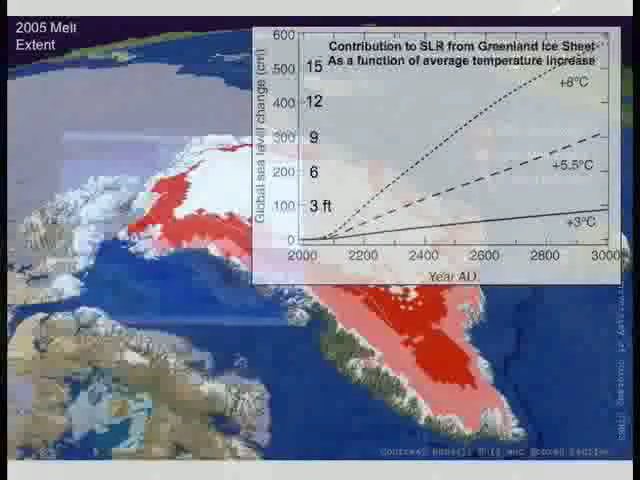 2005 Melt
Extent
Contribution to SLR from Greenland Ice Sheet
As a function of average temperature increase
Global sea level change (cm)
600
500
400
300
200
100
0
15
12
9
6
3 ft
+8°C
+5.5°C
+3°C
2000
2200
2400
2600
2800
3000
Year AD.